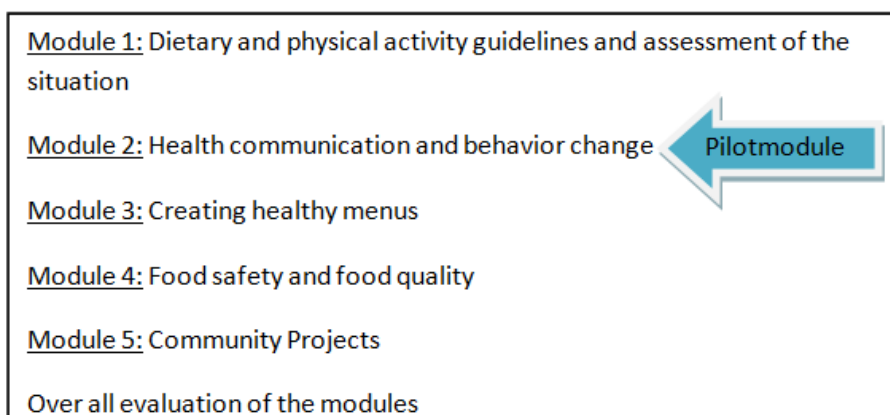 Module 1: Dietary and physical activity guidelines and assessment of the
situation
Module 2: Health communication and behavior change
Pilotmodule
Module 3: Creating healthy menus
Module 4: Food safety and food quality
Module 5: Community Projects
Over all evaluation of the modules